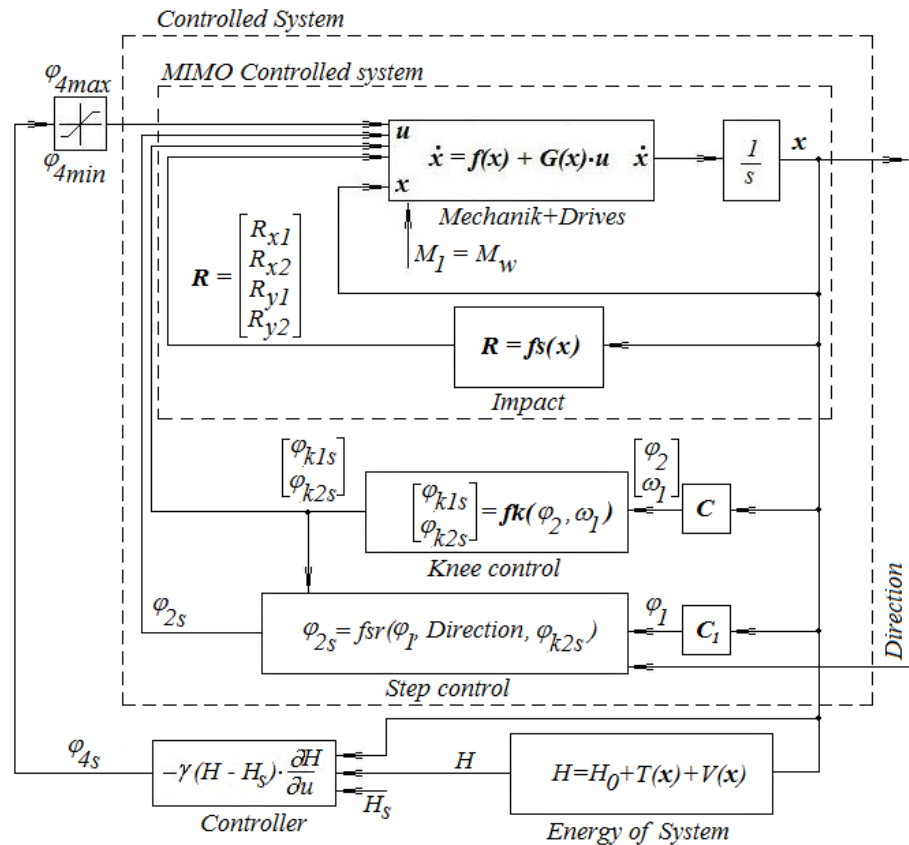 Controlled System
φ4max
φ4min
MIMO Controlled system
u
ẋ = f(x) + G(x)·u ẋ
x
Mechanik+Drives
1
s
x
M1 = Mw
R = [Rx1 Rx2 Ry1 Ry2]
R = fs(x)
Impact
[φk1s φk2s]
[φk1s φk2s] = fk(φ2, ω1)
Knee control
[φ2 ω1]
C
φ2s
φ2s = fsr(φ1, Direction, φk2s)
Step control
φ1
C1
Direction
φ4s
-γ(H - Hs)·∂H/∂u
Controller
H
Hs
H=H0+T(x)+V(x)
Energy of System